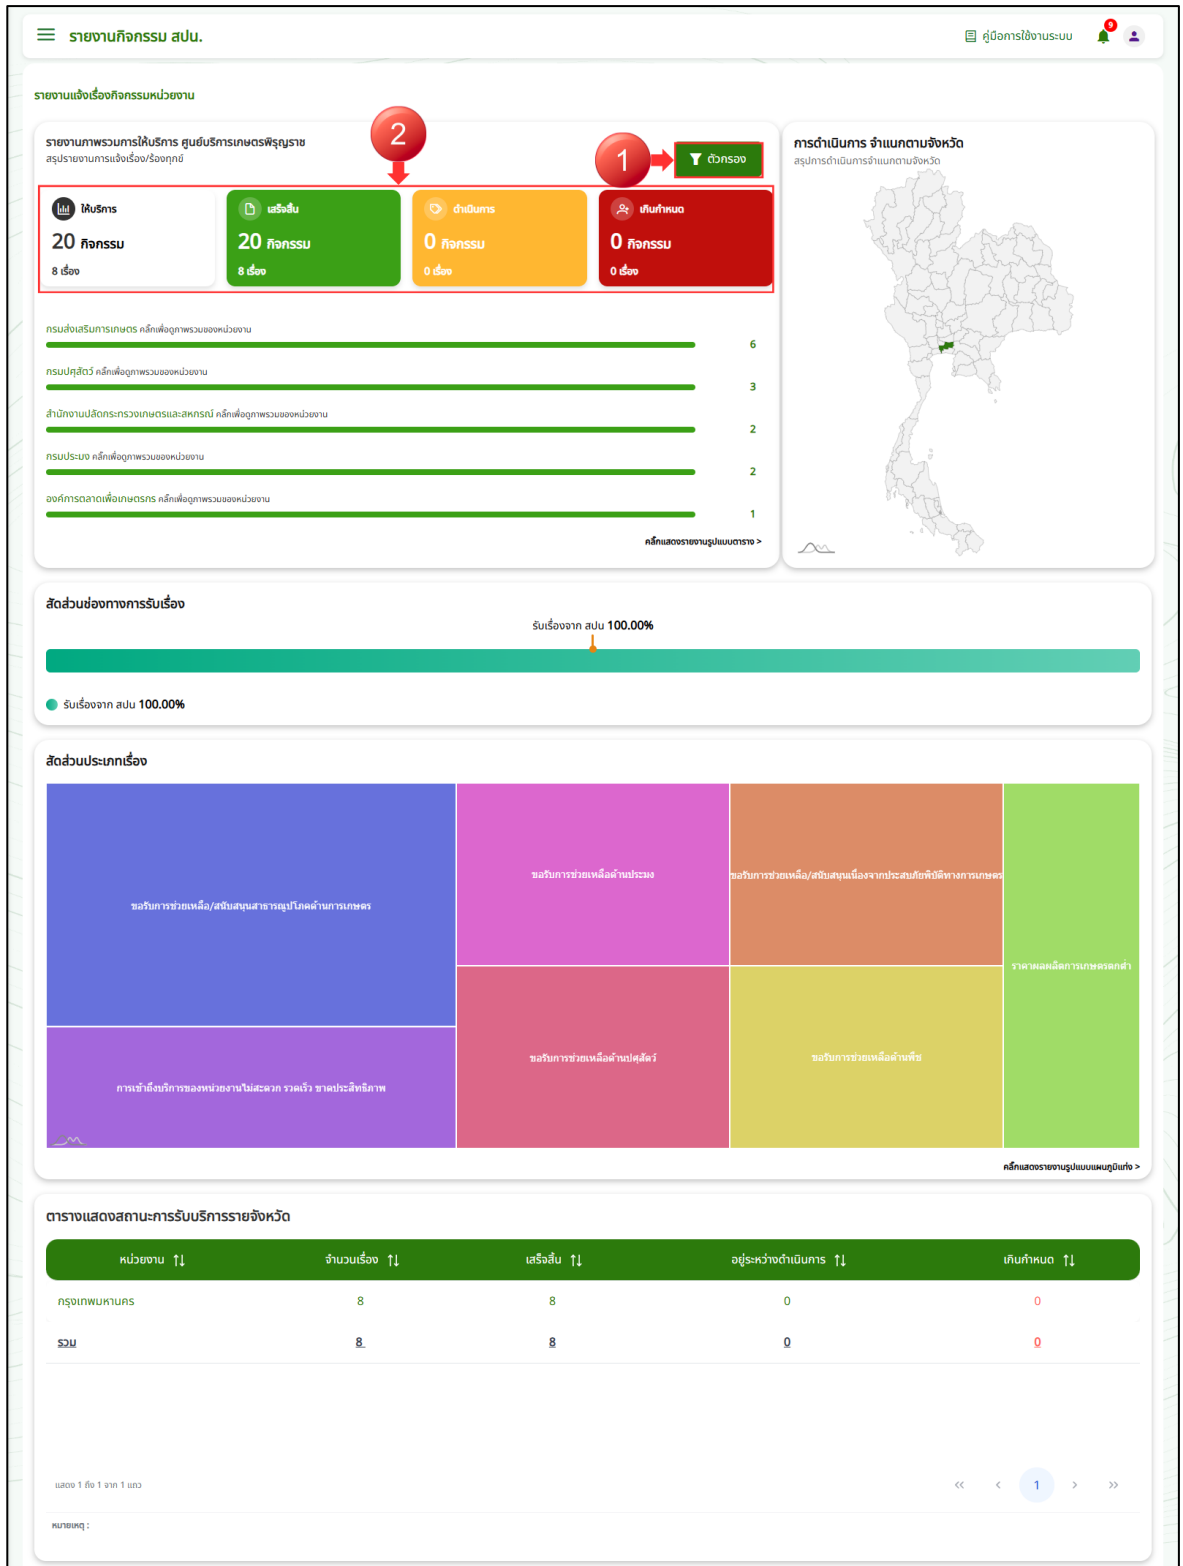 รายงานกิจกรรม สปน.
คู่มือการใช้งานระบบ
9
รายงานแจ้งเรื่องกิจกรรมหน่วยงาน
รายงานภาพรวมการให้บริการ ศูนย์บริการเกษตรพิรุญราช
สรุปรายงานการแจ้งเรื่อง/ร้องทุกข์
2
1
ตัวกรอง
ให้บริการ
20 กิจกรรม
8 เรื่อง
เสร็จสิ้น
20 กิจกรรม
8 เรื่อง
ดำเนินการ
0 กิจกรรม
0 เรื่อง
เกินกำหนด
0 กิจกรรม
0 เรื่อง
กรมส่งเสริมการเกษตร คลิ๊กเพื่อดูภาพรวมของหน่วยงาน
6
กรมปศุสัตว์ คลิ๊กเพื่อดูภาพรวมของหน่วยงาน
3
สำนักงานปลัดกระทรวงเกษตรและสหกรณ์ คลิ๊กเพื่อดูภาพรวมของหน่วยงาน
2
กรมประมง คลิ๊กเพื่อดูภาพรวมของหน่วยงาน
2
องค์การตลาดเพื่อเกษตรกร คลิ๊กเพื่อดูภาพรวมของหน่วยงาน
1
คลิ๊กแสดงรายงานรูปแบบตาราง >
การดำเนินการ จำแนกตามจังหวัด
สรุปการดำเนินการจำแนกตามจังหวัด
สัดส่วนช่องทางการรับเรื่อง
รับเรื่องจาก สปน 100.00%
รับเรื่องจาก สปน 100.00%
สัดส่วนประเภทเรื่อง
ขอรับการช่วยเหลือ/สนับสนุนสาธารณูปโภคด้านการเกษตร
การเข้าถึงบริการของหน่วยงานไม่สะดวก รวดเร็ว ขาดประสิทธิภาพ
ขอรับการช่วยเหลือด้านประมง
ขอรับการช่วยเหลือด้านปศุสัตว์
ขอรับการช่วยเหลือ/สนับสนุนเนื่องจากประสบภัยพิบัติทางการเกษตร
ขอรับการช่วยเหลือด้านพืช
ราคาผลผลิตการเกษตรตกต่ำ
คลิ๊กแสดงรายงานรูปแบบแผนภูมิแท่ง >
ตารางแสดงสถานะการรับบริการรายจังหวัด
หน่วยงาน ↑↓ จำนวนเรื่อง ↑↓ เสร็จสิ้น ↑↓ อยู่ระหว่างดำเนินการ ↑↓ เกินกำหนด ↑↓
กรุงเทพมหานคร 8 8 0 0
รวม 8 8 0 0
แสดง 1 ถึง 1 จาก 1 แถว
<< < 1 > >>
หมายเหตุ :